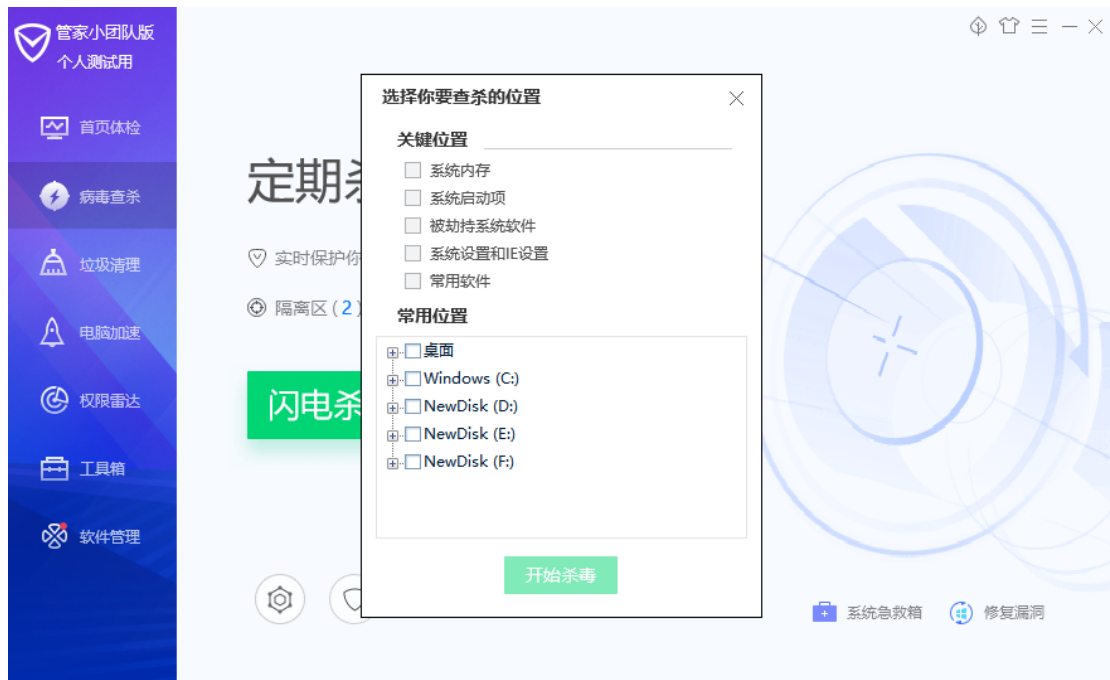 管家小团队版
个人测试用
首页体检
病毒查杀
垃圾清理
电脑加速
权限雷达
工具箱
软件管理
定期杀
实时保护你
隔离区 ( 2 )
闪电杀
选择你要查杀的位置
关键位置
系统内存
系统启动项
被劫持系统软件
系统设置和IE设置
常用软件
常用位置
桌面
Windows (C:)
NewDisk (D:)
NewDisk (E:)
NewDisk (F:)
开始杀毒
系统急救箱
修复漏洞